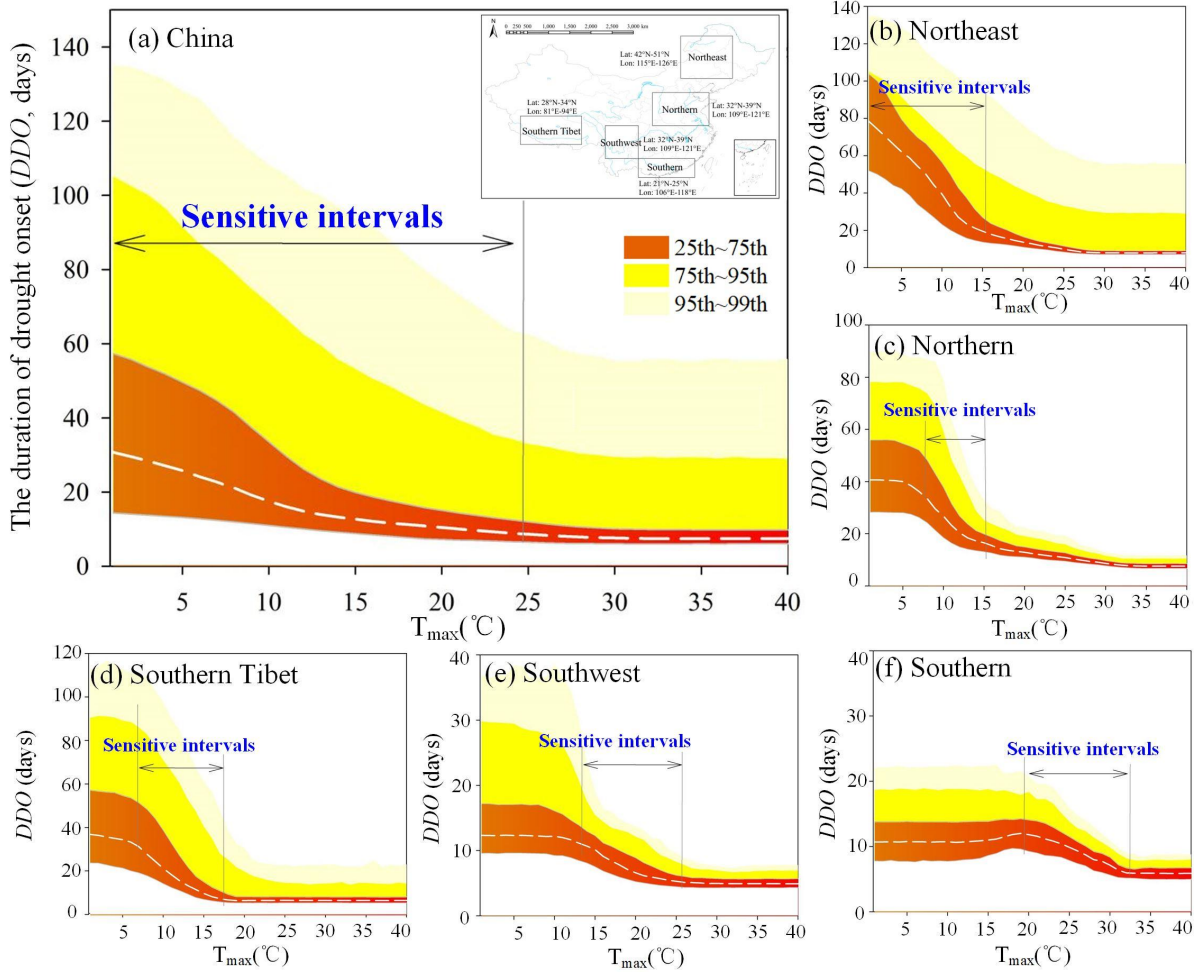 (a) China
The duration of drought onset (DDO, days)
140
120
100
80
60
40
20
0
Sensitive intervals
25th~75th
75th~95th
95th~99th
5
10
15
20
25
30
35
40
Tmax(℃)
N
0 250 500 1,000 1,500 2,000 2,500 3,000 km
Lat: 42°N-51°N
Lon: 115°E-126°E
Northeast
Lat: 28°N-34°N
Lon: 81°E-94°E
Southern Tibet
Northern
Lat: 32°N-39°N
Lon: 109°E-121°E
Southwest
Lat: 32°N-39°N
Lon: 109°E-121°E
Southern
Lat: 21°N-25°N
Lon: 106°E-118°E
(b) Northeast
DDO (days)
140
120
100
80
60
40
20
0
Sensitive intervals
5
10
15
20
25
30
35
40
Tmax(℃)
(c) Northern
DDO (days)
100
80
60
40
20
0
Sensitive intervals
5
10
15
20
25
30
35
40
Tmax(℃)
(d) Southern Tibet
DDO (days)
120
100
80
60
40
20
0
Sensitive intervals
5
10
15
20
25
30
35
40
Tmax(℃)
(e) Southwest
DDO (days)
40
30
20
10
0
Sensitive intervals
5
10
15
20
25
30
35
40
Tmax(℃)
(f) Southern
DDO (days)
40
30
20
10
0
Sensitive intervals
5
10
15
20
25
30
35
40
Tmax(℃)